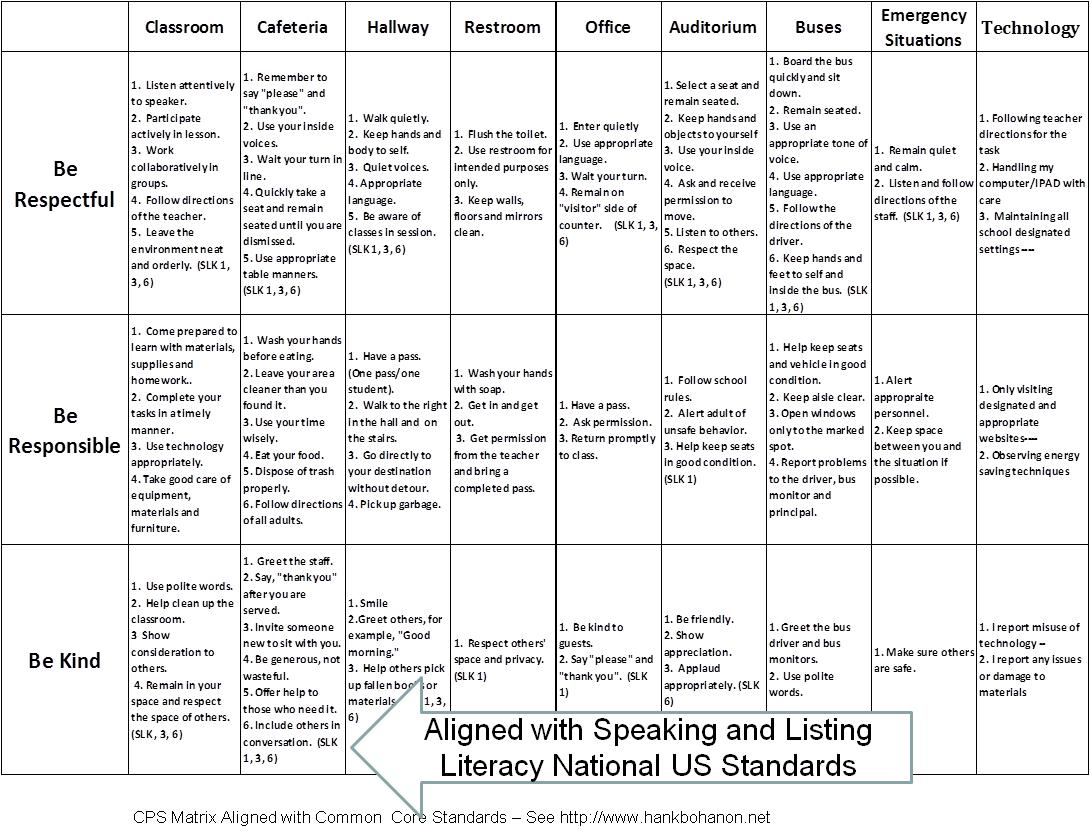 Classroom
Cafeteria
Hallway
Restroom
Office
Auditorium
Buses
Emergency
Situations
Technology
Be
Respectful
1. Listen attentively
to speaker.
2. Participate
actively in lesson.
3. Work
collaboratively in
groups.
4. Follow directions
of the teacher.
5. Leave the
environment neat
and orderly. (SLK 1,
3, 6)
1. Remember to
say "please" and
"thank you".
2. Use your inside
voices.
3. Wait your turn in
line.
4. Quickly take a
seat and remain
seated until you are
dismissed.
5. Use appropriate
table manners.
(SLK 1, 3, 6)
1. Walk quietly.
2. Keep hands and
body to self.
3. Quiet voices.
4. Appropriate
language.
5. Be aware of
classes in session.
(SLK 1, 3, 6)
1. Flush the toilet.
2. Use restroom for
intended purposes
only.
3. Keep walls,
floors and mirrors
clean.
1. Enter quietly
2. Use appropriate
language.
3. Wait your turn.
4. Remain on
"visitor" side of
counter. (SLK 1, 3,
6)
1. Select a seat and
remain seated.
2. Keep hands and
objects to yourself
3. Use your inside
voice.
4. Ask and receive
permission to
move.
5. Listen to others.
6. Respect the
space.
(SLK 1, 3, 6)
1. Board the bus
quickly and sit
down.
2. Remain seated.
3. Use an
appropriate tone of
voice.
4. Use appropriate
language.
5. Follow the
directions of the
driver.
6. Keep hands and
feet to self and
inside the bus. (SLK
1, 3, 6)
1. Remain quiet
and calm.
2. Listen and follow
directions of the
staff. (SLK 1, 3, 6)
1. Following teacher
directions for the
task
2. Handling my
computer/IPAD with
care
3. Maintaining all
school designated
settings----
Be
Responsible
1. Come prepared to
learn with materials,
supplies and
homework..
2. Complete your
tasks in a timely
manner.
3. Use technology
appropriately.
4. Take good care of
equipment,
materials and
furniture.
1. Wash your hands
before eating.
2. Leave your area
cleaner than you
found it.
3. Use your time
wisely.
4. Eat your food.
5. Dispose of trash
properly.
6. Follow directions
of all adults.
1. Have a pass.
(One pass/one
student).
2. Walk to the right
in the hall and on
the stairs.
3. Go directly to
your destination
without detour.
4. Pick up garbage.
1. Wash your hands
with soap.
2. Get in and get
out.
3. Get permission
from the teacher
and bring a
completed pass.
1. Have a pass.
2. Ask permission.
3. Return promptly
to class.
1. Follow school
rules.
2. Alert adult of
unsafe behavior.
3. Help keep seats
in good condition.
(SLK 1)
1. Help keep seats
and vehicle in good
condition.
2. Keep aisle clear.
3. Open windows
only to the marked
spot.
4. Report problems
to the driver, bus
monitor and
principal.
1. Alert
appropraite
personnel.
2. Keep space
between you and
the situation if
possible.
1. Only visiting
designated and
appropriate
websites----
2. Observing energy
saving techniques
Be Kind
1. Use polite words.
2. Help clean up the
classroom.
3 Show
consideration to
others.
4. Remain in your
space and respect
the space of others.
(SLK , 3, 6)
1. Greet the staff.
2. Say, "thank you"
after you are
served.
3. Invite someone
new to sit with you.
4. Be generous, not
wasteful.
5. Offer help to
those who need it.
6. Include others in
conversation. (SLK
1, 3, 6)
1. Smile
2. Greet others, for
example, "Good
morning."
3. Help others pick
up fallen books or
materials 1, 3,
6)
1. Respect others'
space and privacy.
(SLK 1)
1. Be kind to
guests.
2. Say "please" and
"thank you". (SLK
1)
1. Be friendly.
2. Show
appreciation.
3. Applaud
appropriately. (SLK
6)
1. Greet the bus
driver and bus
monitors.
2. Use polite
words.
1. Make sure others
are safe.
1. I report misuse of
technology --
2. I report any issues
or damage to
materials
Aligned with Speaking and Listing
Literacy National US Standards
CPS Matrix Aligned with Common Core Standards – See http://www.hankbohanon.net